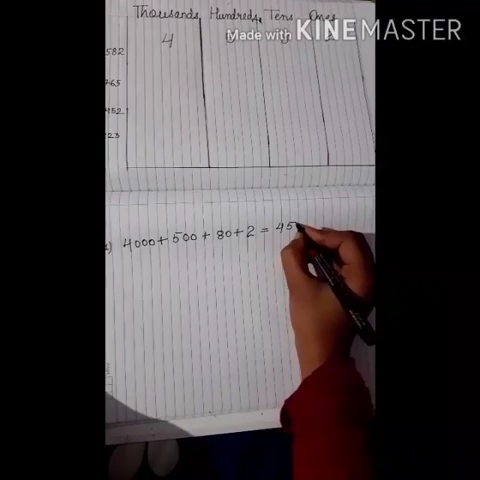 Thousands Hundreds Tens Ones
Made with KINEMASTER
582
4
765
452
23
4000 + 500 + 80 + 2 = 45